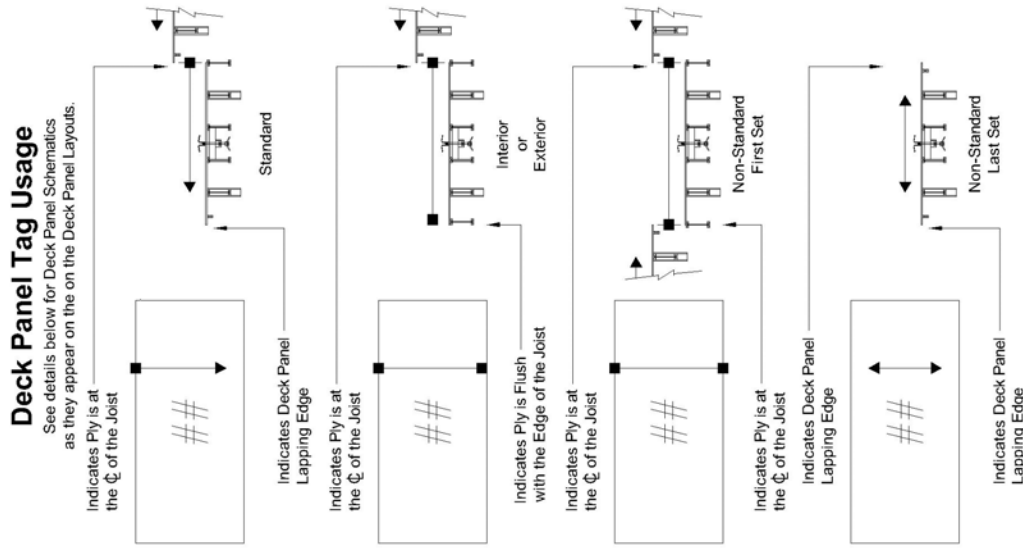 Deck Panel Tag Usage
See details below for Deck Panel Schematics
as they appear on the on the Deck Panel Layouts.
Indicates Ply is at
the ℄ of the Joist
Standard
Indicates Deck Panel
Lapping Edge
Indicates Ply is at
the ℄ of the Joist
Interior
or
Exterior
Indicates Ply is Flush
with the Edge of the Joist
Indicates Ply is at
the ℄ of the Joist
Non-Standard
First Set
Indicates Ply is at
the ℄ of the Joist
Indicates Deck Panel
Lapping Edge
Non-Standard
Last Set
Indicates Deck Panel
Lapping Edge